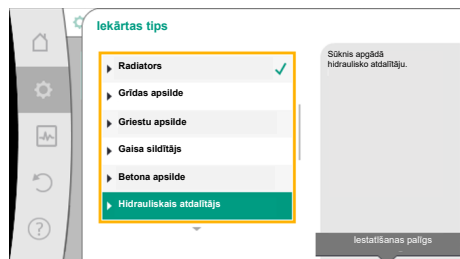 Iekārtas tips
Radiators
Grīdas apsilde
Griestu apsilde
Gaisa sildītājs
Betona apsilde
Hidrauliskais atdalītājs
Sūknis apgādā
hidraulisko atdalītāju.
Iestatīšanas palīgs